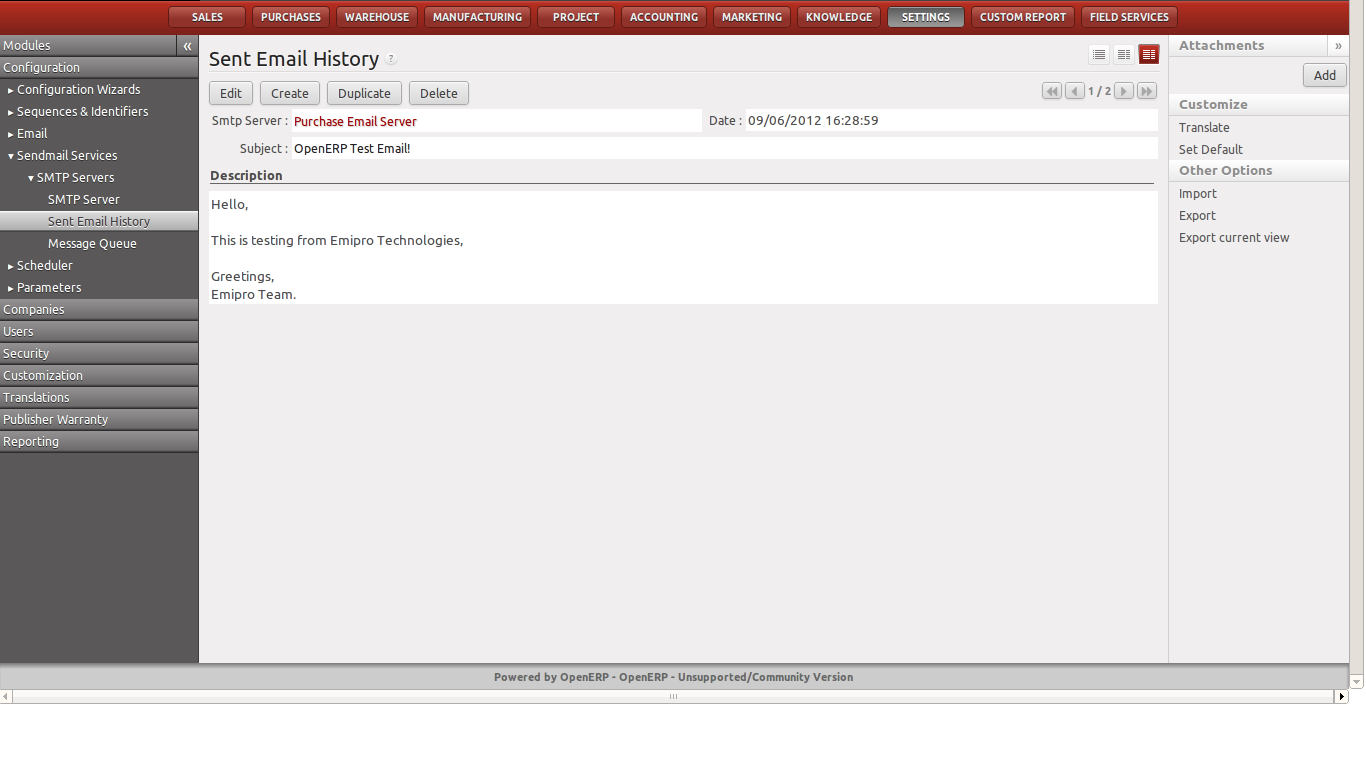 SALES PURCHASES WAREHOUSE MANUFACTURING PROJECT ACCOUNTING MARKETING KNOWLEDGE SETTINGS CUSTOM REPORT FIELD SERVICES
Modules «
Configuration
Configuration Wizards
Sequences & Identifiers
Email
Sendmail Services
SMTP Servers
SMTP Server
Sent Email History
Message Queue
Scheduler
Parameters
Companies
Users
Security
Customization
Translations
Publisher Warranty
Reporting
Sent Email History ?
Edit Create Duplicate Delete
1 / 2
Smtp Server : Purchase Email Server Date : 09/06/2012 16:28:59
Subject : OpenERP Test Email!
Description
Hello,
This is testing from Emipro Technologies,
Greetings,
Emipro Team.
Attachments »
Add
Customize
Translate
Set Default
Other Options
Import
Export
Export current view
Powered by OpenERP - OpenERP - Unsupported/Community Version